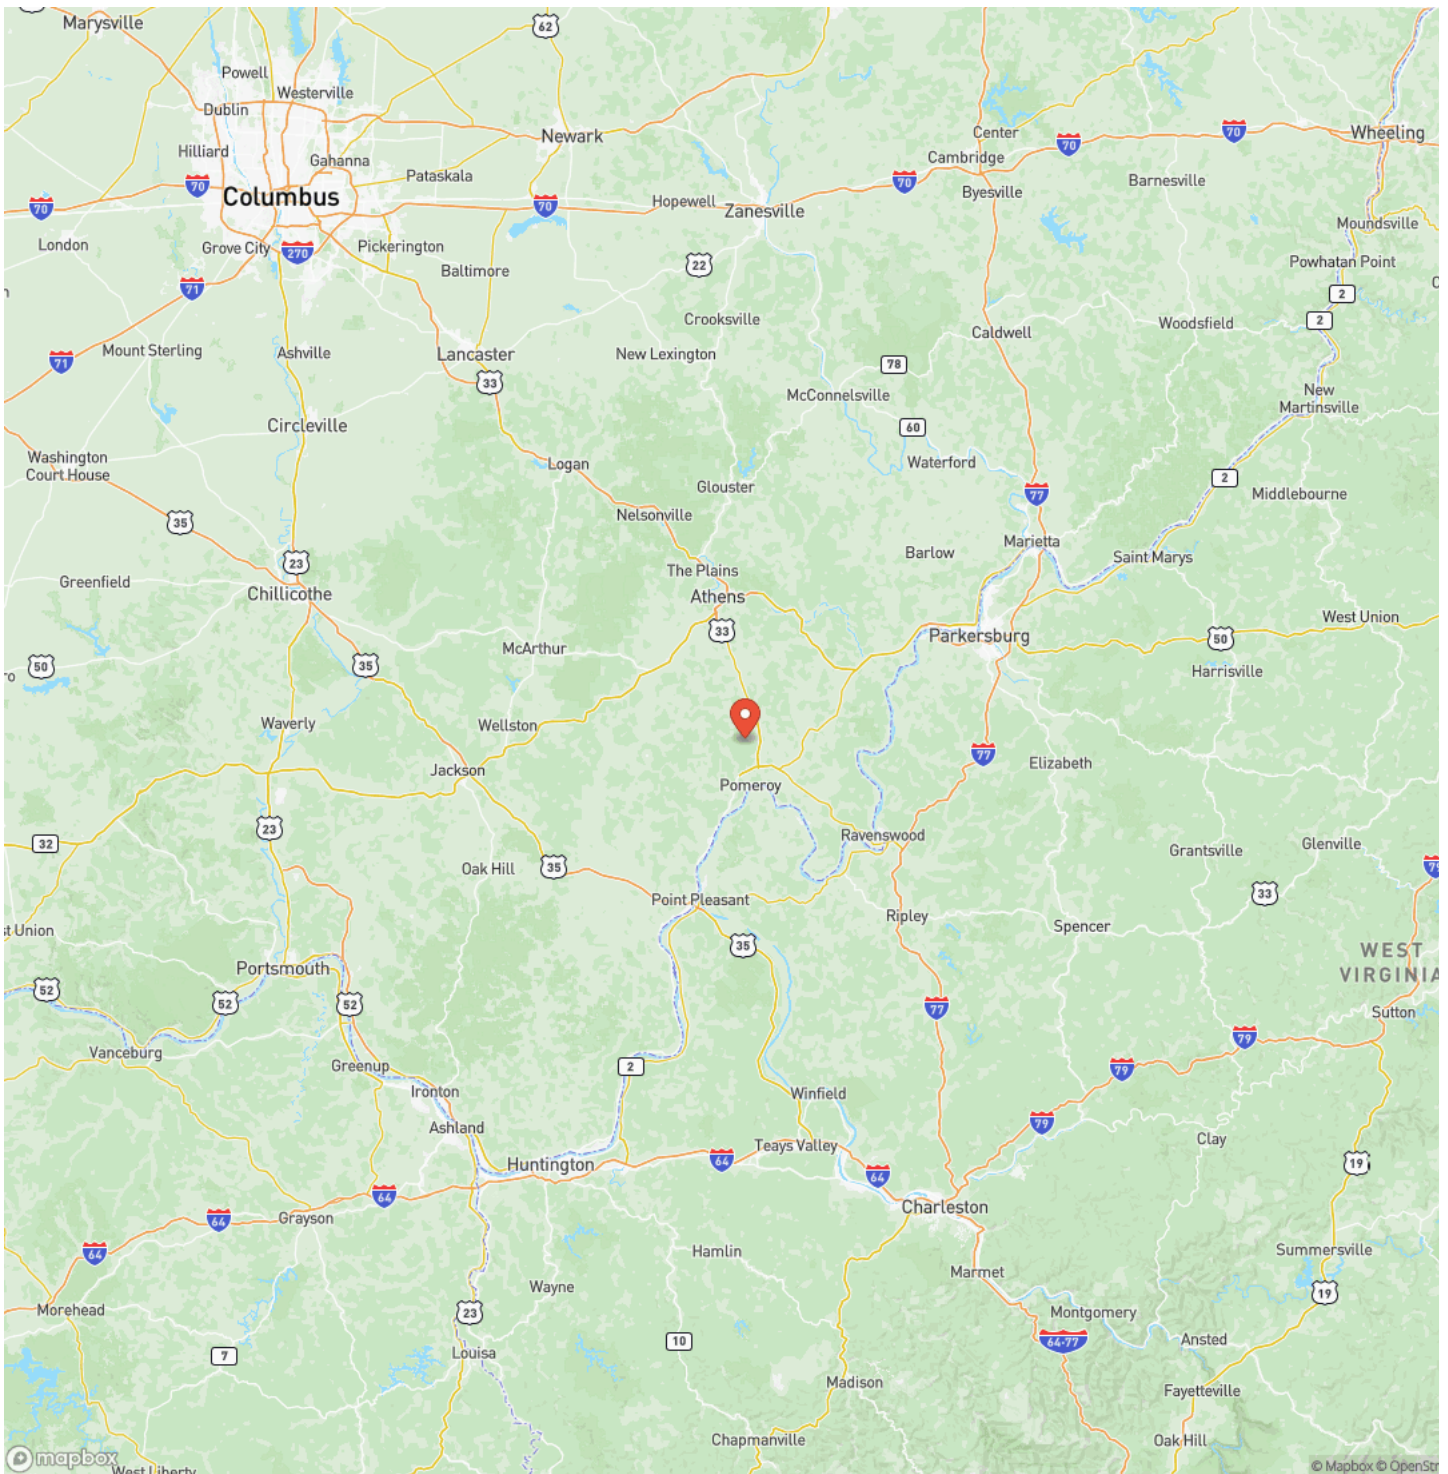 Marysville
62
Powell
Westerville
Dublin
Newark
Center
70
70
Wheeling
Hilliard
Gahanna
Cambridge
70
Pataskala
70
Byesville
Barnesville
Columbus
Hopewell
Zanesville
70
70
London
Grove City
270
Pickerington
Moundsville
Baltimore
22
Powhatan Point
71
2
Crooksville
2
Woodsfield
Caldwell
Mount Sterling
Ashville
Lancaster
New Lexington
71
33
78
McConnelsville
New
Martinsville
Circleville
60
Washington
Court House
Logan
Waterford
2
Glouster
77
Middlebourne
35
Nelsonville
Marietta
23
Barlow
Saint Marys
Greenfield
The Plains
Chillicothe
Athens
West Union
33
Parkersburg
50
50
35
McArthur
Harrisville
ro
Waverly
Wellston
77
Elizabeth
Jackson
Pomeroy
23
Ravenswood
32
Glenville
Grantsville
Oak Hill
35
79
33
Point Pleasant
Ripley
st Union
Spencer
35
WEST
VIRGINIA
Portsmouth
52
52
52
77
Sutton
79
Vanceburg
Greenup
2
79
Ironton
Winfield
79
Ashland
Clay
Teays Valley
Huntington
64
64
19
64
Charleston
64
Grayson
64
Hamlin
Summersville
Marmet
Wayne
19
Morehead
23
Montgomery
10
64-77
Ansted
7
Louisa
Madison
Fayetteville
Chapmanville
Oak Hill
mapbox
West Liberty
© Mapbox © OpenStr